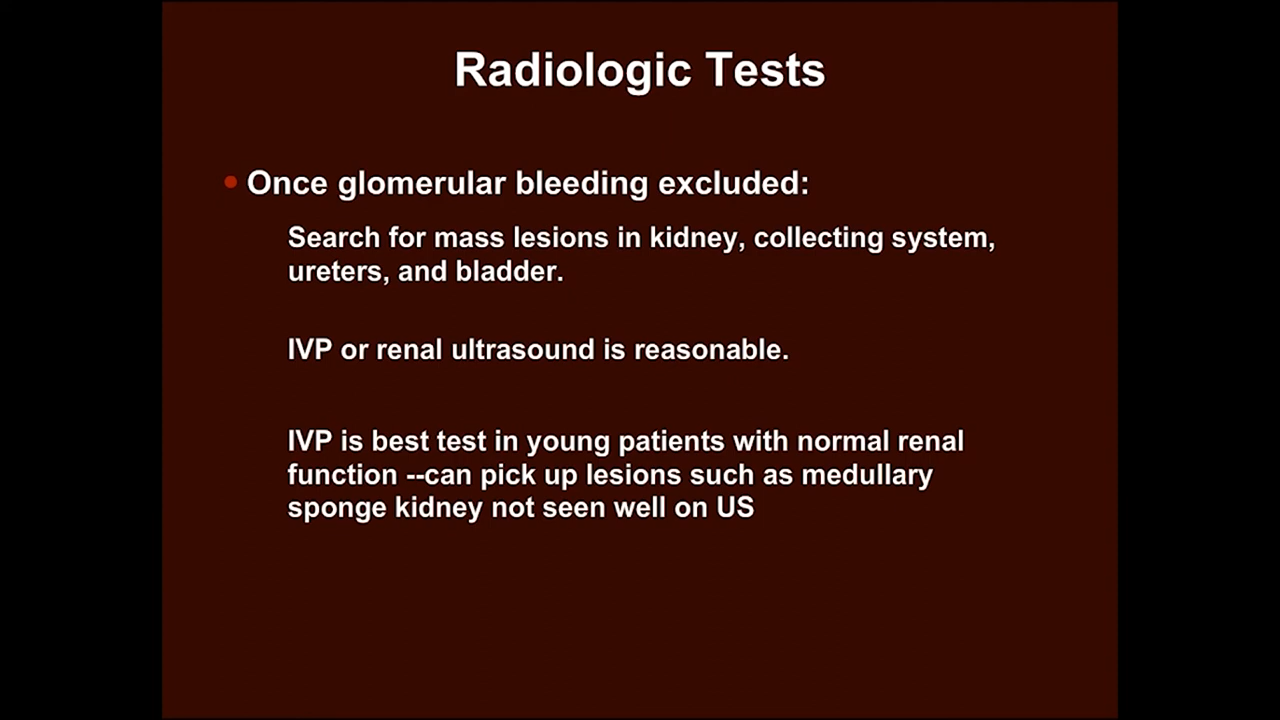 Radiologic Tests
• Once glomerular bleeding excluded:
Search for mass lesions in kidney, collecting system,
ureters, and bladder.
IVP or renal ultrasound is reasonable.
IVP is best test in young patients with normal renal
function --can pick up lesions such as medullary
sponge kidney not seen well on US